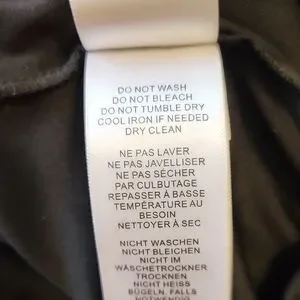 DO NOT WASH
DO NOT BLEACH
DO NOT TUMBLE DRY
COOL IRON IF NEEDED
DRY CLEAN
NE PAS LAVER
NE PAS JAVELLISER
NE PAS SÉCHER
PAR CULBUTAGE
REPASSER À BASSE
TEMPÉRATURE AU
BESOIN
NETTOYER À SEC
NICHT WASCHEN
NICHT BLEICHEN
NICHT IM
WÄSCHETROCKNER
TROCKNEN
NICHT HEISS
BÜGELN, FALLS
NOTWENDIG